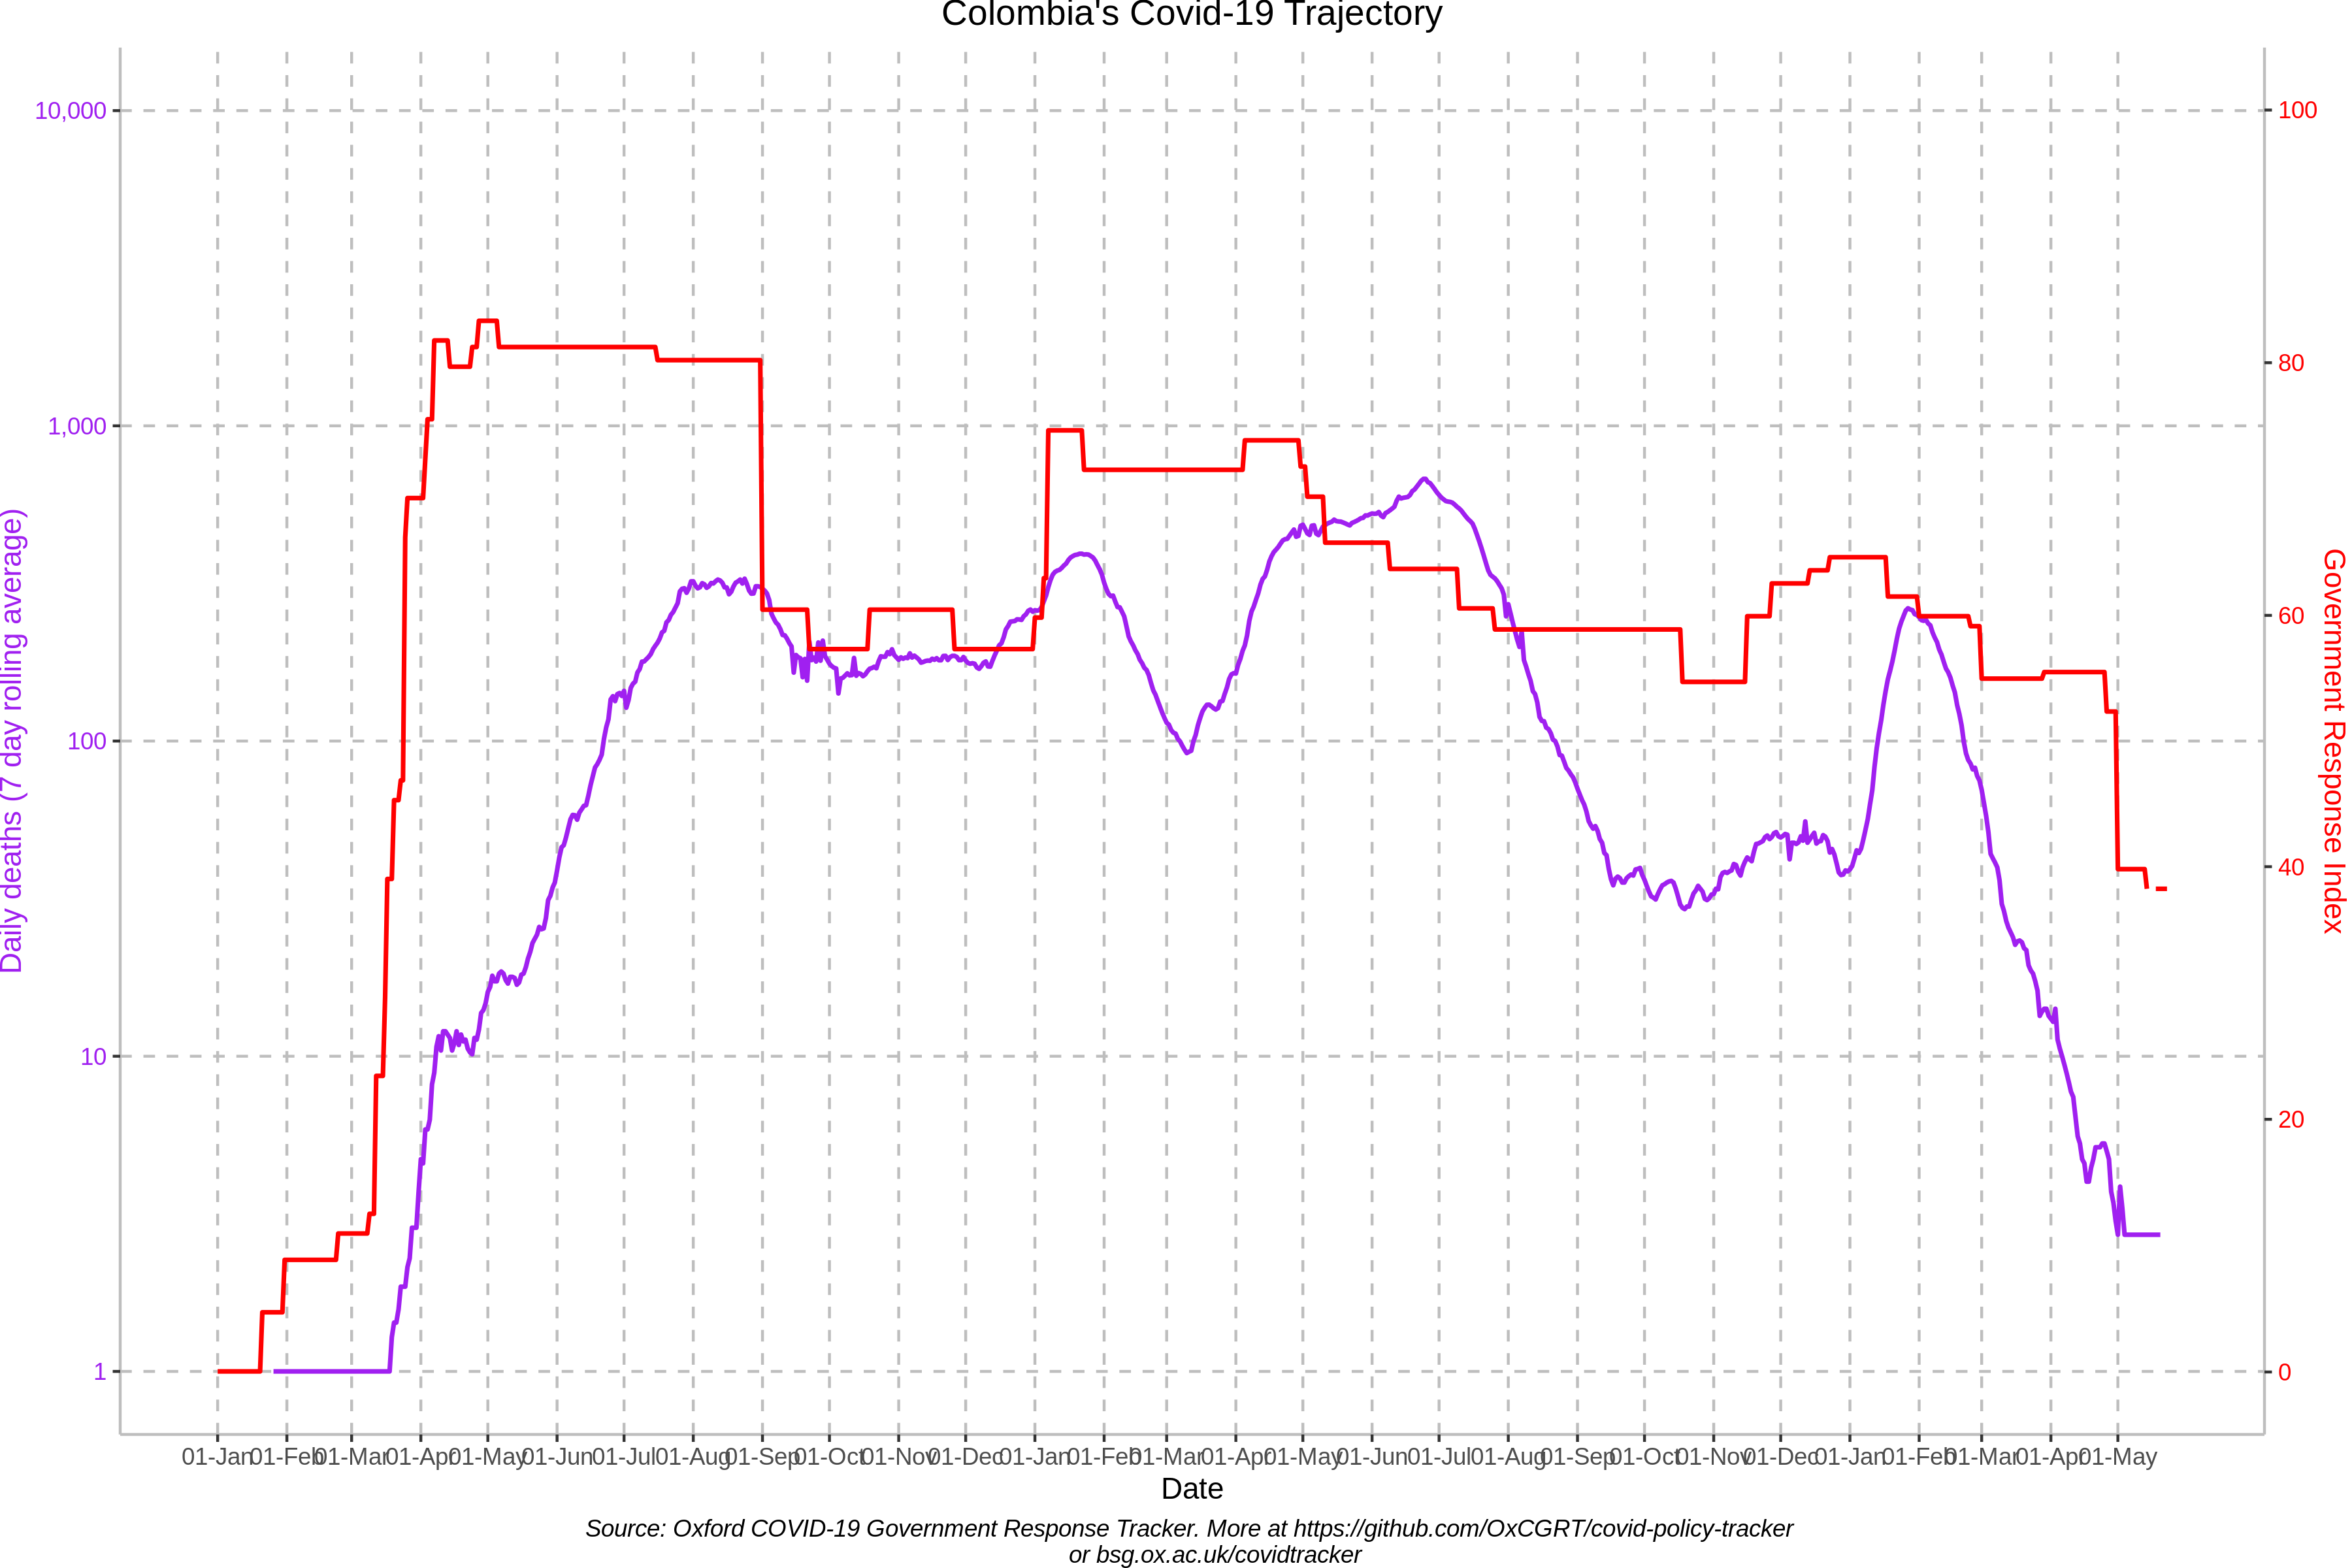 Colombia's Covid-19 Trajectory
10,000
1,000
100
10
1
Daily deaths (7 day rolling average)
100
80
60
40
20
0
Government Response Index
01-Jan 01-Feb 01-Mar 01-Apr 01-May 01-Jun 01-Jul 01-Aug 01-Sep 01-Oct 01-Nov 01-Dec 01-Jan 01-Feb 01-Mar 01-Apr 01-May 01-Jun 01-Jul 01-Aug 01-Sep 01-Oct 01-Nov 01-Dec 01-Jan 01-Feb 01-Mar 01-Apr 01-May
Date
Source: Oxford COVID-19 Government Response Tracker. More at https://github.com/OxCGRT/covid-policy-tracker
or bsg.ox.ac.uk/covidtracker